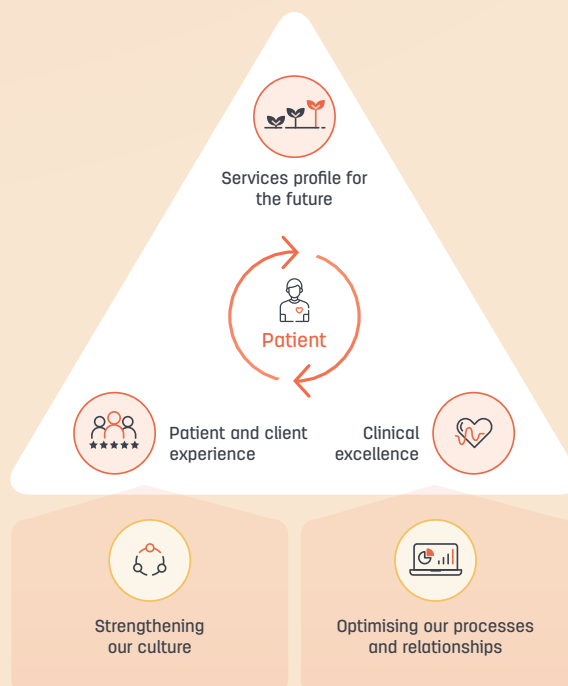 Services profile for
the future
Patient
Patient and client
experience
Clinical
excellence
Strengthening
our culture
Optimising our processes
and relationships